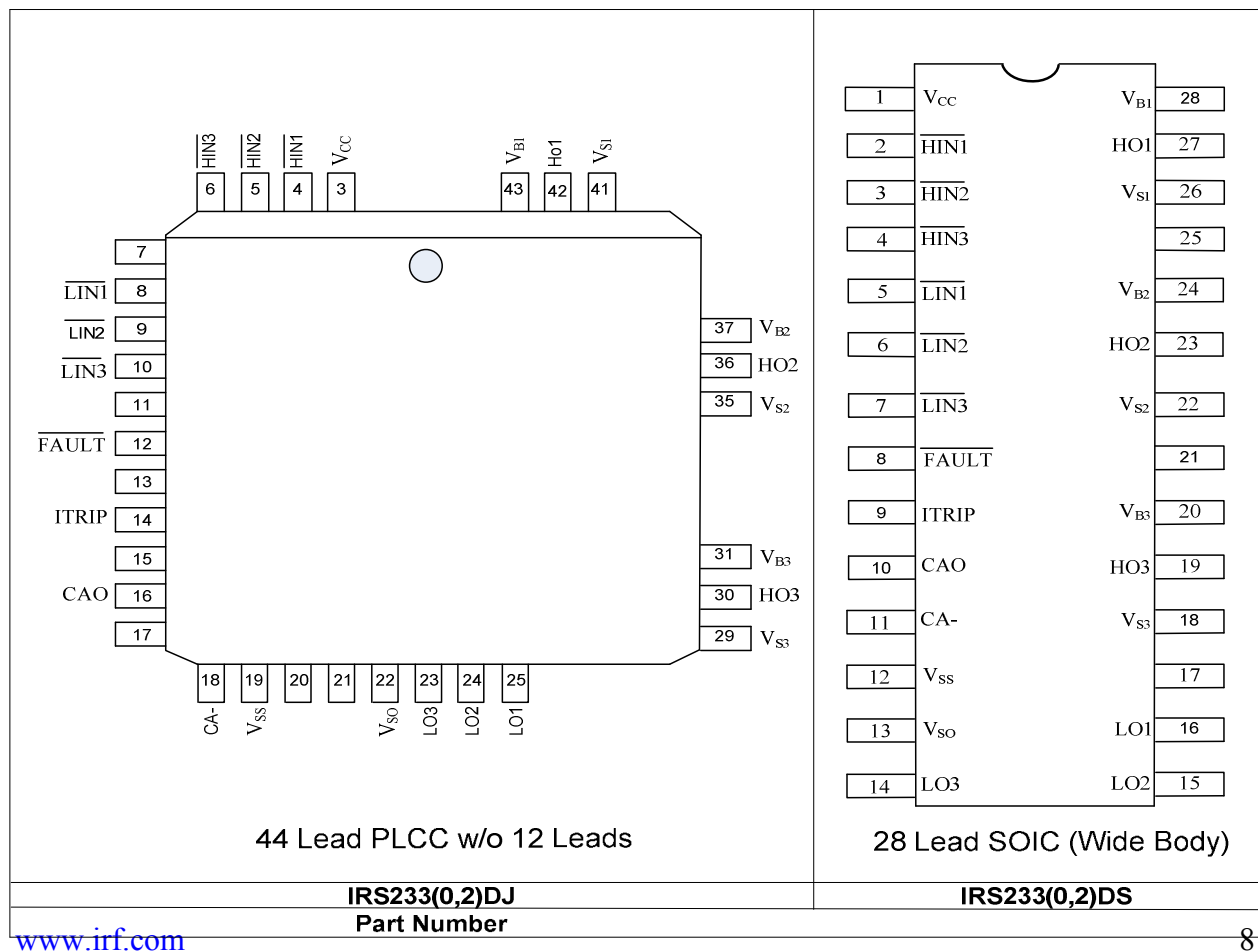 HIN3 HIN2 HIN1 VCC VB1 Ho1 VS1
6 5 4 3 43 42 41
7
LIN1 8
LIN2 9
LIN3 10
11
FAULT 12
13
ITRIP 14
15
CAO 16
17
37 VB2
36 HO2
35 VS2
31 VB3
30 HO3
29 VS3
18 19 20 21 22 23 24 25
CA- VSS VSO LO3 LO2 LO1
44 Lead PLCC w/o 12 Leads
1 VCC VB1 28
2 HIN1 HO1 27
3 HIN2 VS1 26
4 HIN3 25
5 LIN1 VB2 24
6 LIN2 HO2 23
7 LIN3 VS2 22
8 FAULT 21
9 ITRIP VB3 20
10 CAO HO3 19
11 CA- VS3 18
12 VSS 17
13 VSO LO1 16
14 LO3 LO2 15
28 Lead SOIC (Wide Body)
IRS233(0,2)DJ IRS233(0,2)DS
Part Number
www.irf.com 8